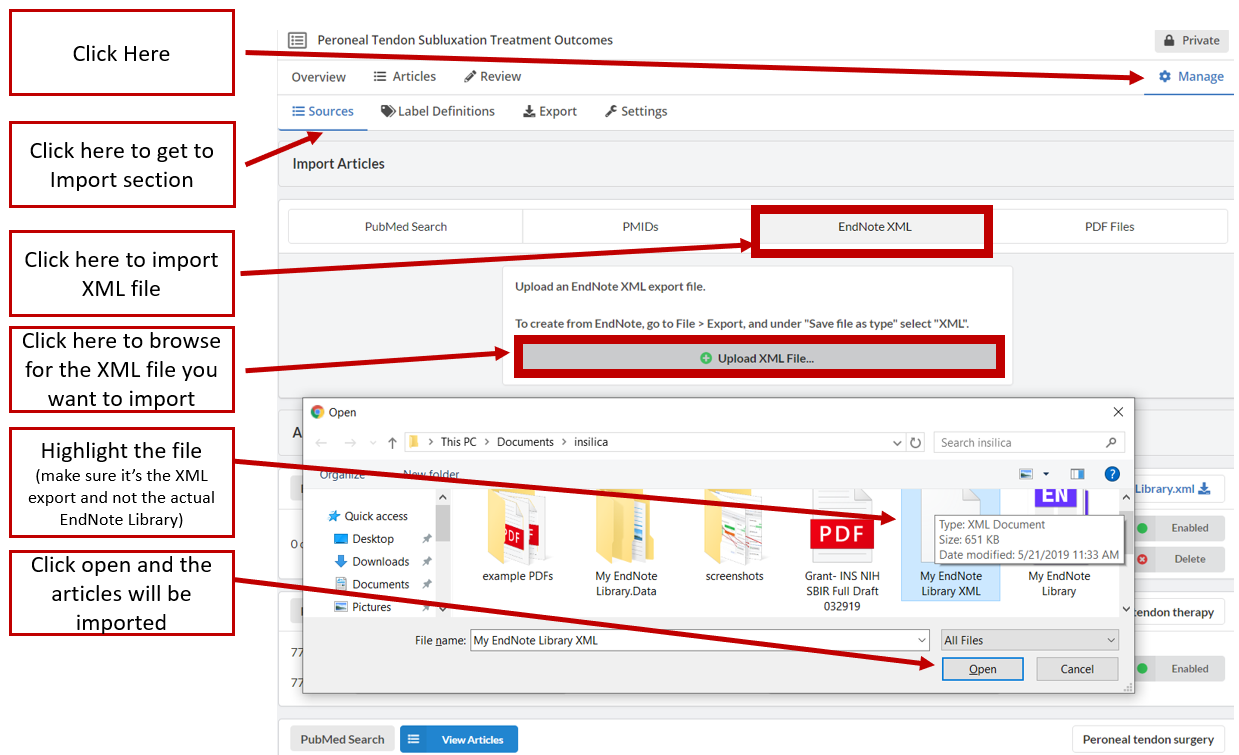 Click Here
Click here to get to
Import section
Click here to import
XML file
Click here to browse
for the XML file you
want to import
Highlight the file
(make sure it's the XML
export and not the actual
EndNote Library)
Click open and the
articles will be
imported
Peroneal Tendon Subluxation Treatment Outcomes
Private
Overview Articles Review Manage
Sources Label Definitions Export Settings
Import Articles
PubMed Search PMIDs EndNote XML PDF Files
Upload an EndNote XML export file.
To create from EndNote, go to File > Export, and under "Save file as type" select "XML".
Upload XML File...
A
Open
This PC > Documents > insilica
Search insilica
Organize New folder
Library.xml
Quick access
Desktop
Downloads
Documents
Pictures
example PDFs
My EndNote
Library.Data
screenshots
PDF
Grant- INS NIH
SBIR Full Draft
032919
My EndNote
Library XML
EN
My EndNote
Library
Type: XML Document
Size: 651 KB
Date modified: 5/21/2019 11:33 AM
Enabled
0
Delete
tendon therapy
File name: My EndNote Library XML
All Files
Open Cancel
77
77
Enabled
PubMed Search View Articles
Peroneal tendon surgery